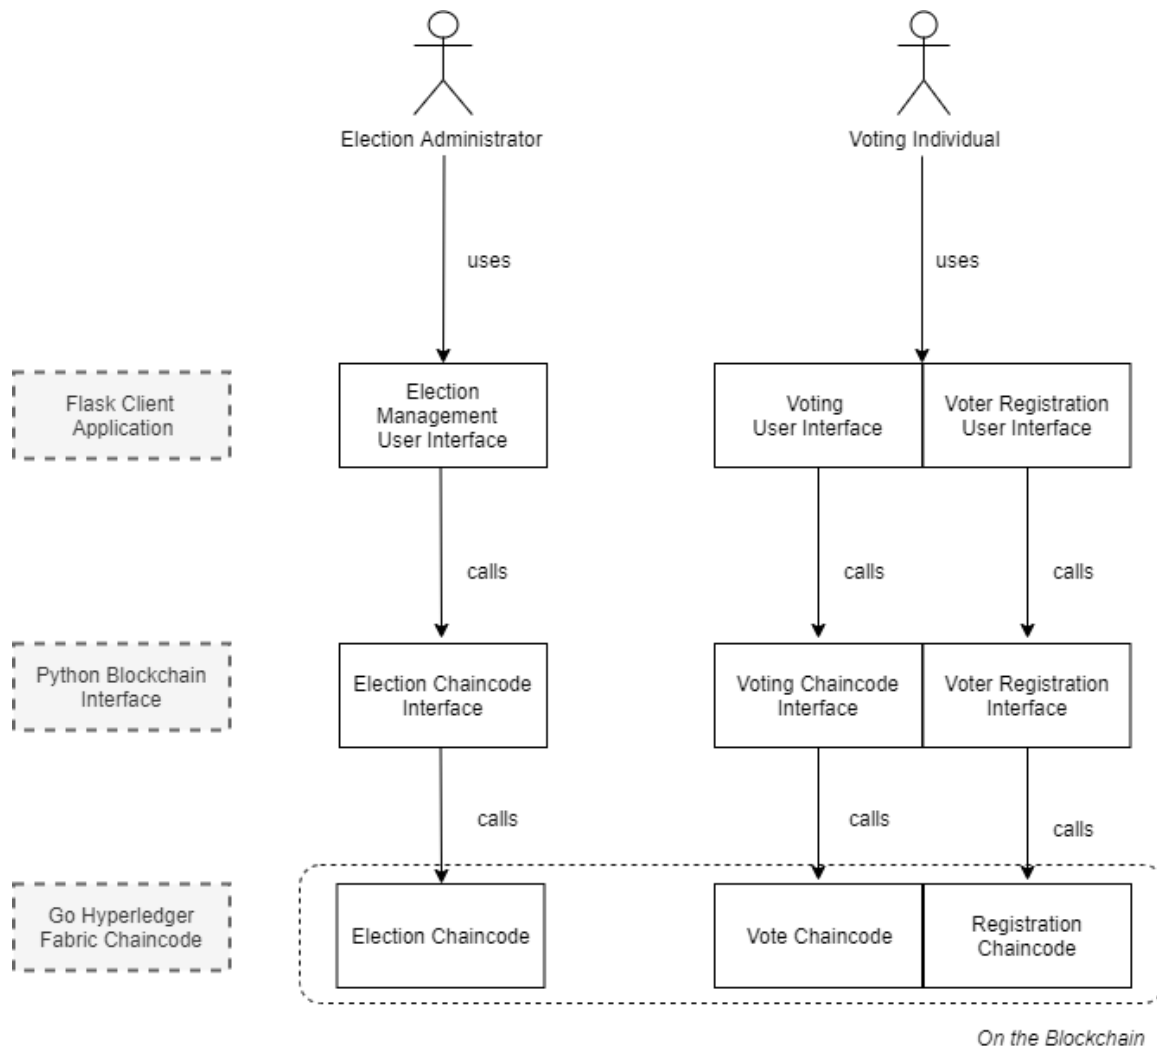 Election Administrator
Voting Individual
uses
uses
Flask Client
Application
Election
Management
User Interface
Voting
User Interface
Voter Registration
User Interface
calls
calls
calls
Python Blockchain
Interface
Election Chaincode
Interface
Voting Chaincode
Interface
Voter Registration
Interface
calls
calls
calls
Go Hyperledger
Fabric Chaincode
Election Chaincode
Vote Chaincode
Registration
Chaincode
On the Blockchain